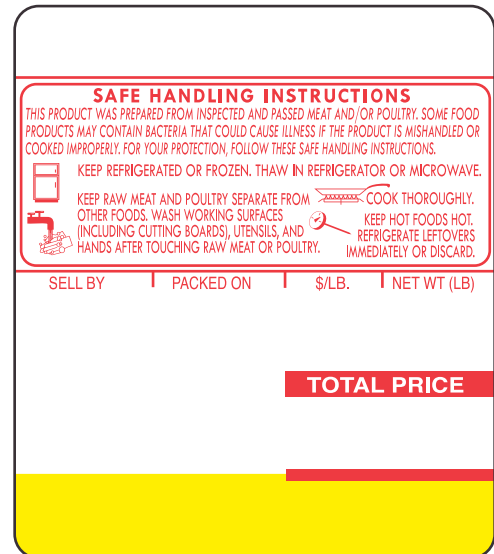 SAFE HANDLING INSTRUCTIONS
THIS PRODUCT WAS PREPARED FROM INSPECTED AND PASSED MEAT AND/OR POULTRY. SOME FOOD
PRODUCTS MAY CONTAIN BACTERIA THAT COULD CAUSE ILLNESS IF THE PRODUCT IS MISHANDLED OR
COOKED IMPROPERLY. FOR YOUR PROTECTION, FOLLOW THESE SAFE HANDLING INSTRUCTIONS.
KEEP REFRIGERATED OR FROZEN. THAW IN REFRIGERATOR OR MICROWAVE.
KEEP RAW MEAT AND POULTRY SEPARATE FROM
OTHER FOODS. WASH WORKING SURFACES
(INCLUDING CUTTING BOARDS), UTENSILS, AND
HANDS AFTER TOUCHING RAW MEAT OR POULTRY.
COOK THOROUGHLY.
KEEP HOT FOODS HOT.
REFRIGERATE LEFTOVERS
IMMEDIATELY OR DISCARD.
SELL BY PACKED ON $/LB. NET WT (LB)
TOTAL PRICE